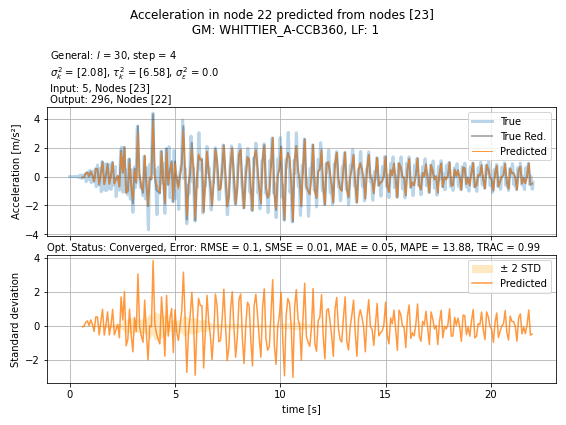 Acceleration in node 22 predicted from nodes [23]
GM: WHITTIER_A-CCB360, LF: 1
General: l = 30, step = 4
σ²ₖ = [2.08], τ²ₖ = [6.58], σ²ᵣ = 0.0
Input: 5, Nodes [23]
Output: 296, Nodes [22]
Acceleration [m/s²]
4
2
0
−2
−4
True
True Red.
Predicted
Opt. Status: Converged, Error: RMSE = 0.1, SMSE = 0.01, MAE = 0.05, MAPE = 13.88, TRAC = 0.99
Standard deviation
4
2
0
−2
± 2 STD
Predicted
0
5
10
15
20
time [s]